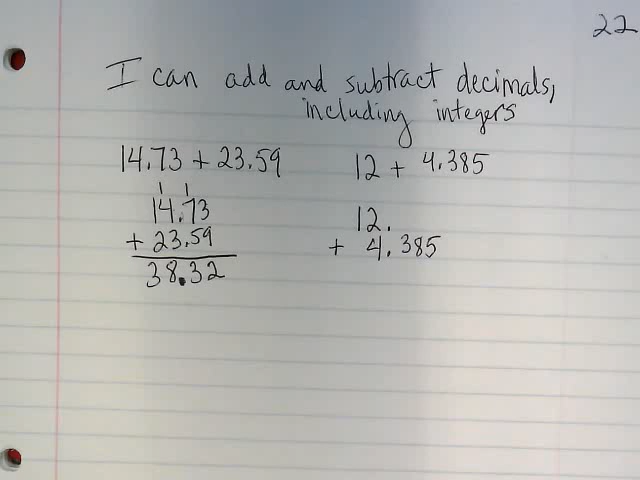 22
I can add and subtract decimals,
including integers
14.73 + 23.59
1 1
14.73
+ 23.59
38.32
12 + 4.385
12.
+ 4.385